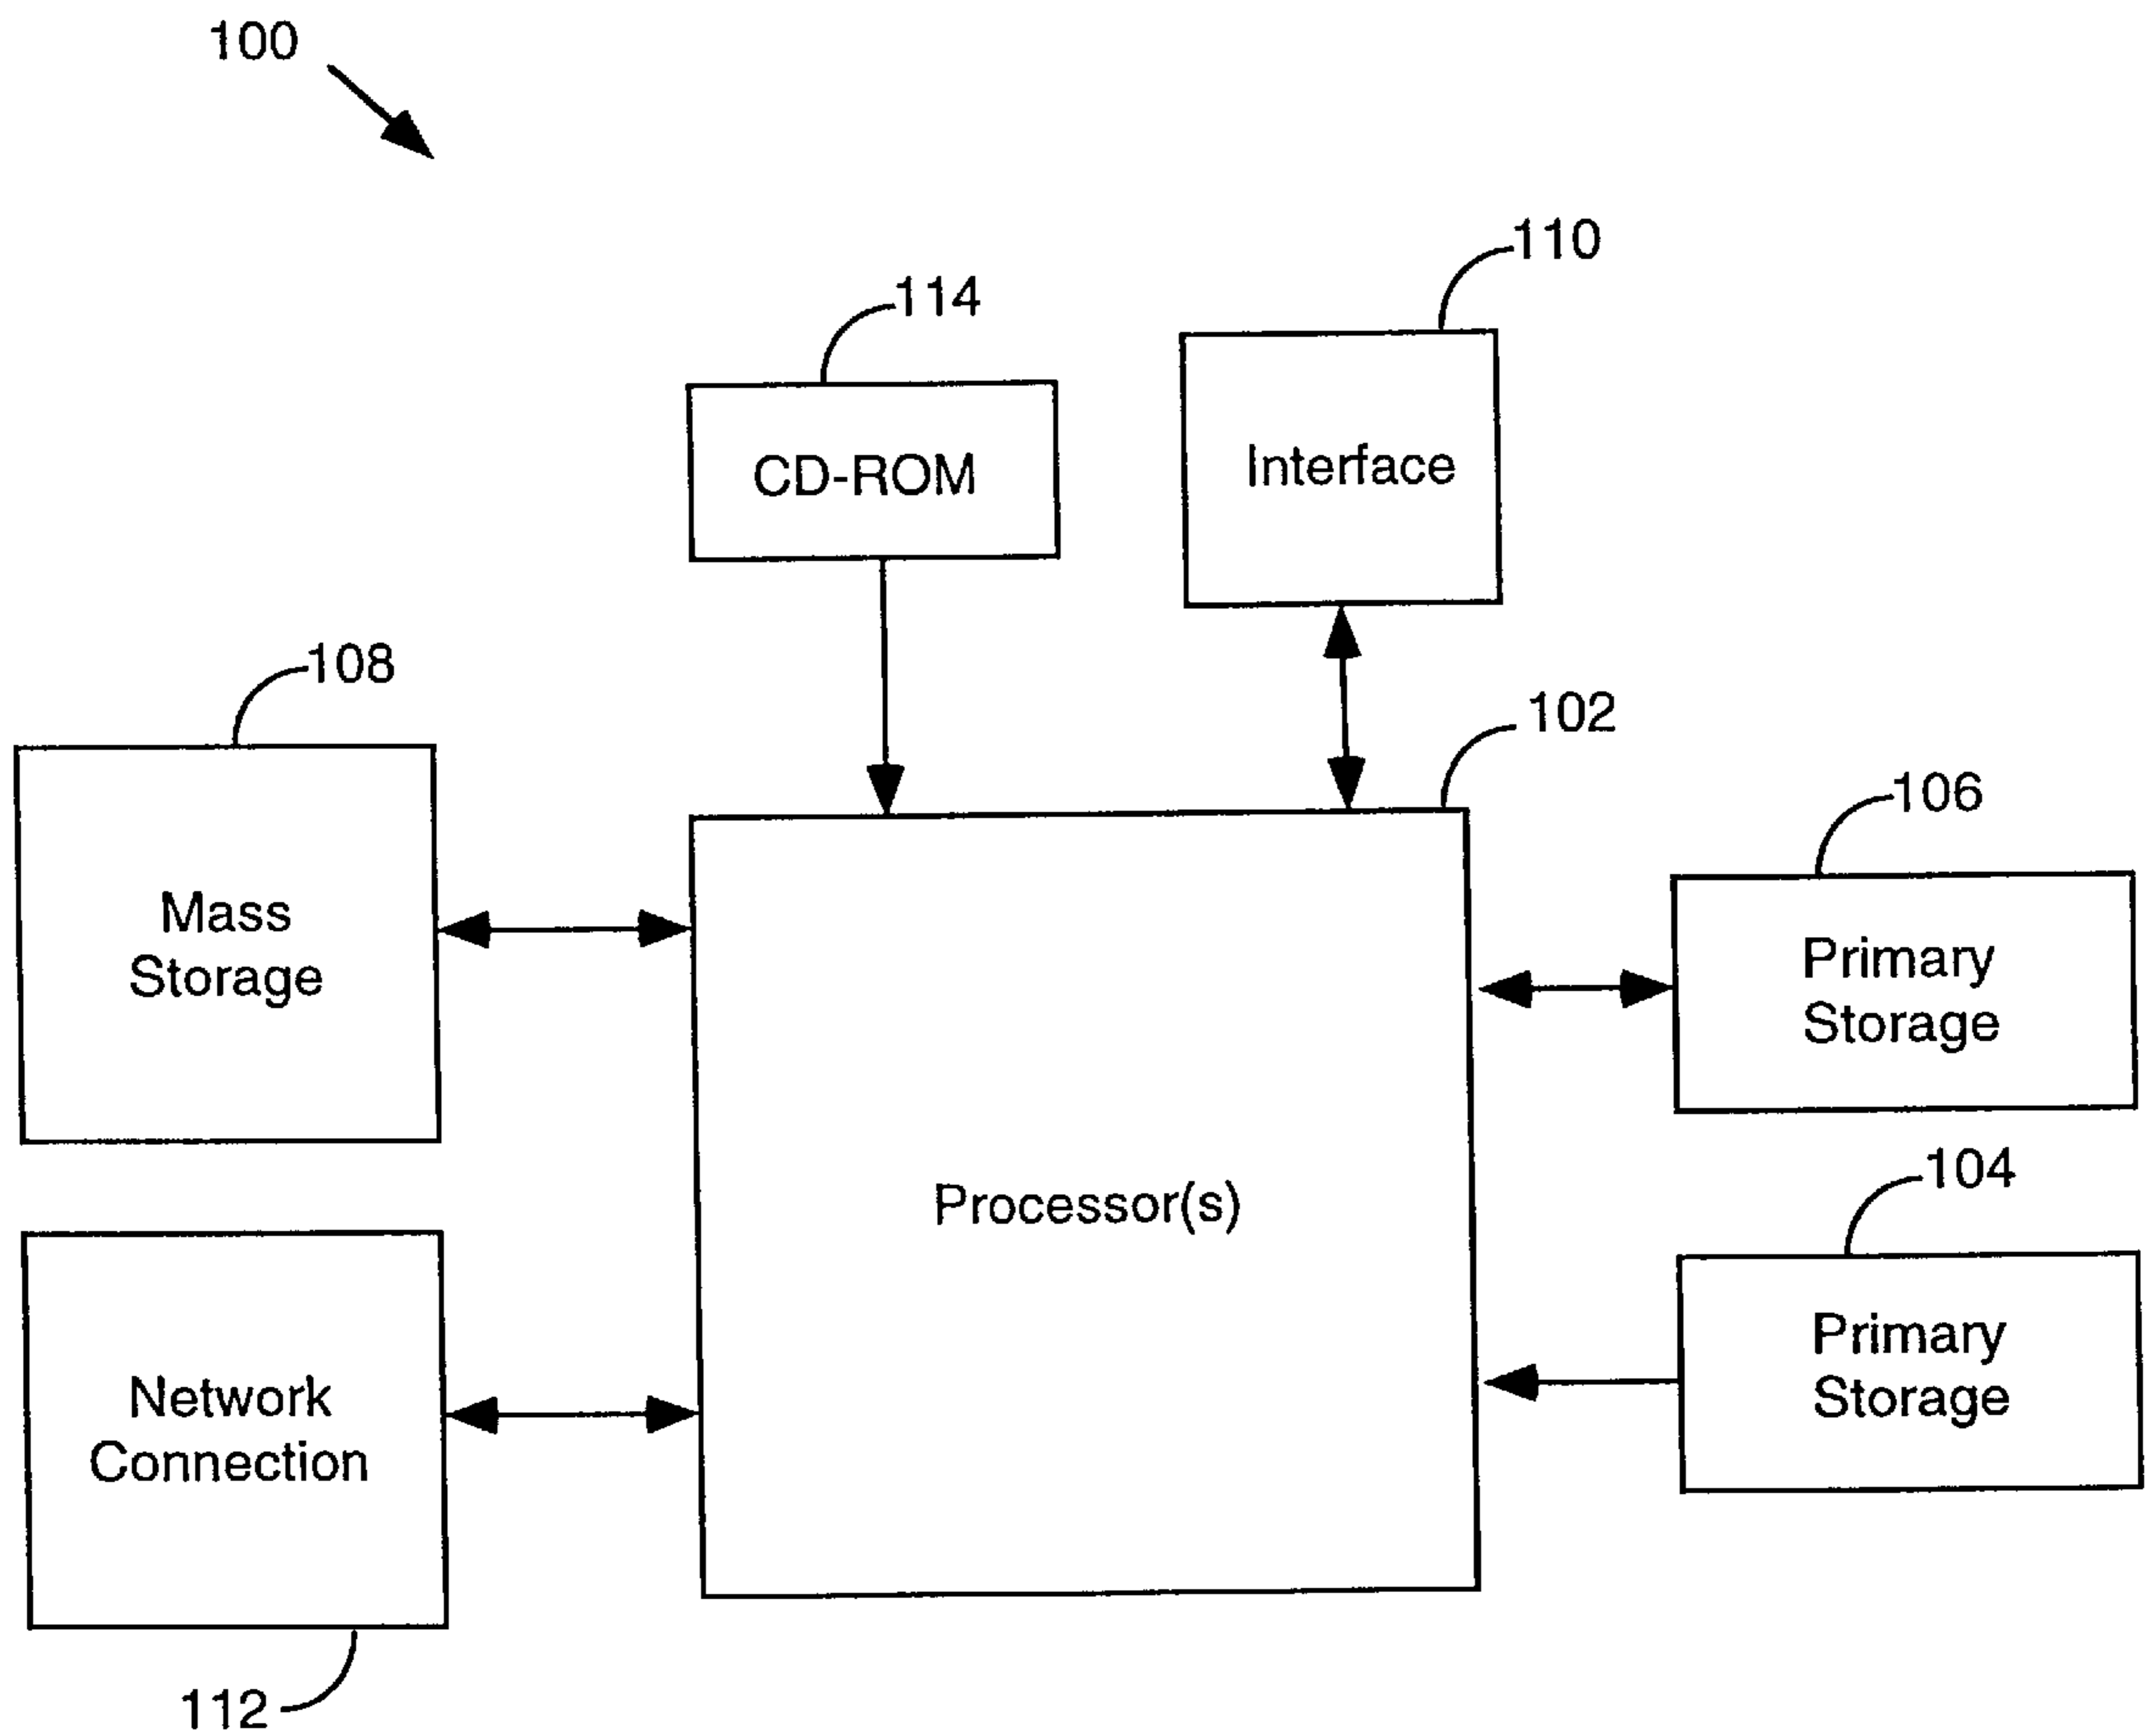 100
110
114
CD-ROM
Interface
108
102
106
Mass
Storage
Primary
Storage
Processor(s)
104
Network
Connection
Primary
Storage
112